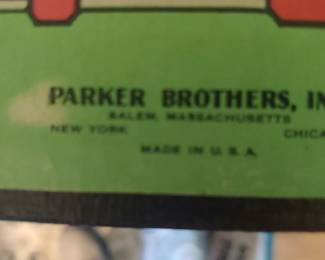 PARKER BROTHERS, IN
SALEM, MASSACHUSETTS
NEW YORK CHICA
MADE IN U. S. A.